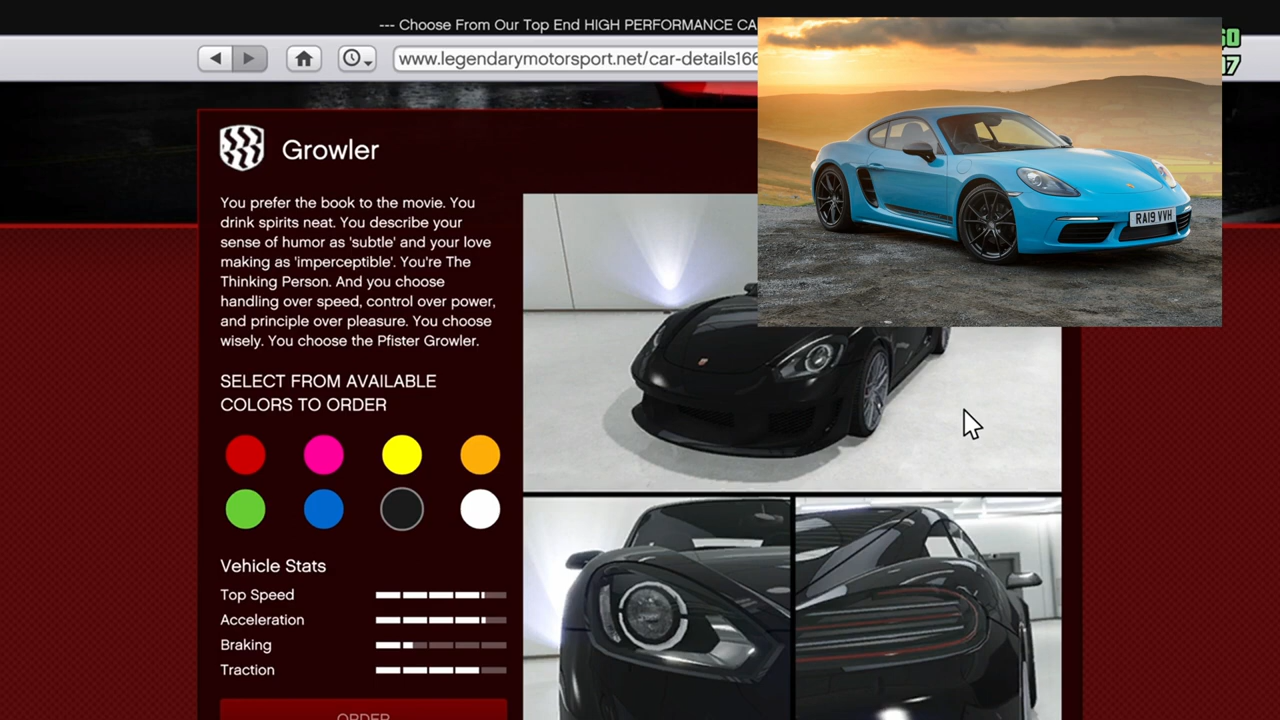 --- Choose From Our Top End HIGH PERFORMANCE CA
www.legendarymotorsport.net/car-details166
Growler
You prefer the book to the movie. You
drink spirits neat. You describe your
sense of humor as 'subtle' and your love
making as 'imperceptible'. You're The
Thinking Person. And you choose
handling over speed, control over power,
and principle over pleasure. You choose
wisely. You choose the Pfister Growler.
RA19 VVH
SELECT FROM AVAILABLE
COLORS TO ORDER
Vehicle Stats
Top Speed
Acceleration
Braking
Traction
ORDER